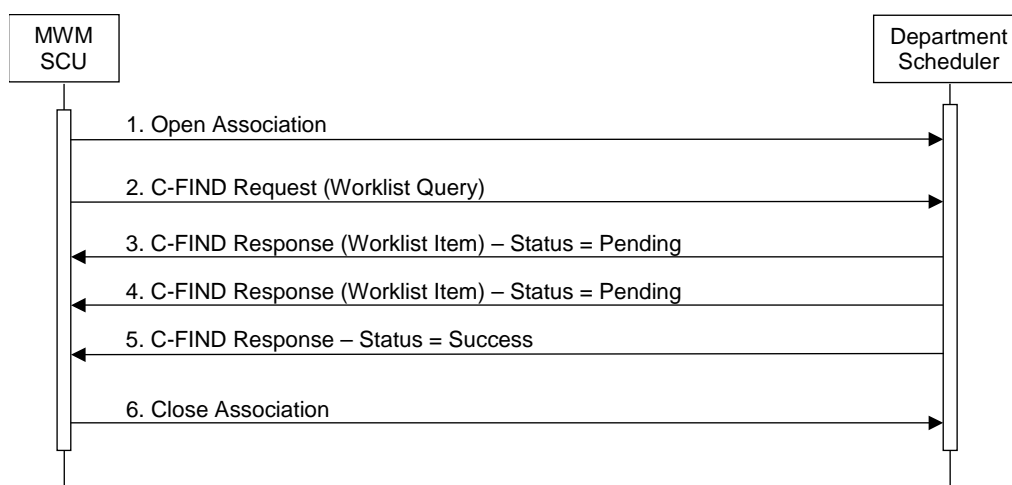 MWM
SCU
Department
Scheduler
1. Open Association
2. C-FIND Request (Worklist Query)
3. C-FIND Response (Worklist Item) – Status = Pending
4. C-FIND Response (Worklist Item) – Status = Pending
5. C-FIND Response – Status = Success
6. Close Association